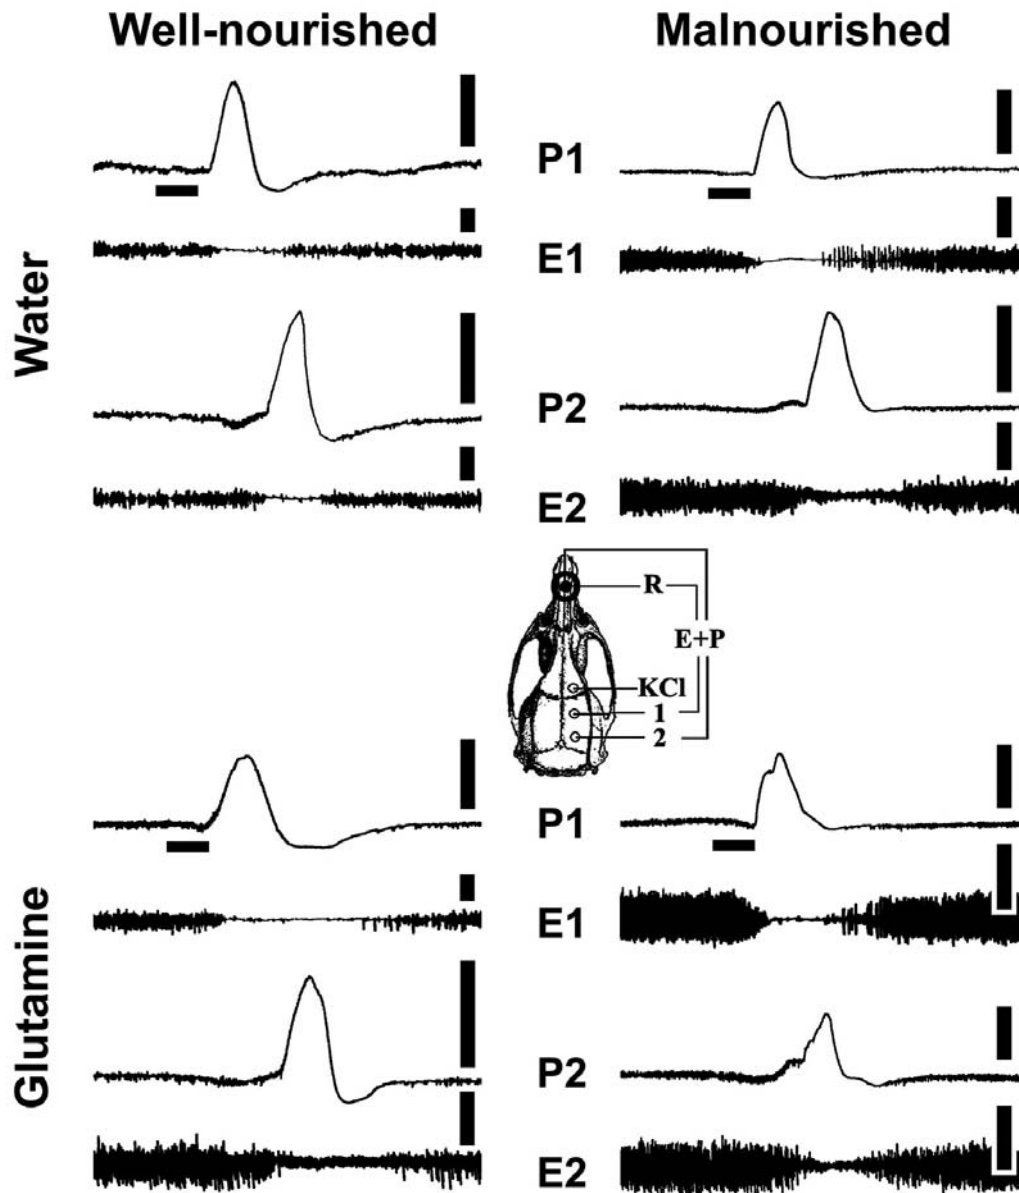 Well-nourished Malnourished
P1
E1
Water
P2
E2
R
E+P
KCl
1
2
P1
E1
Glutamine
P2
E2